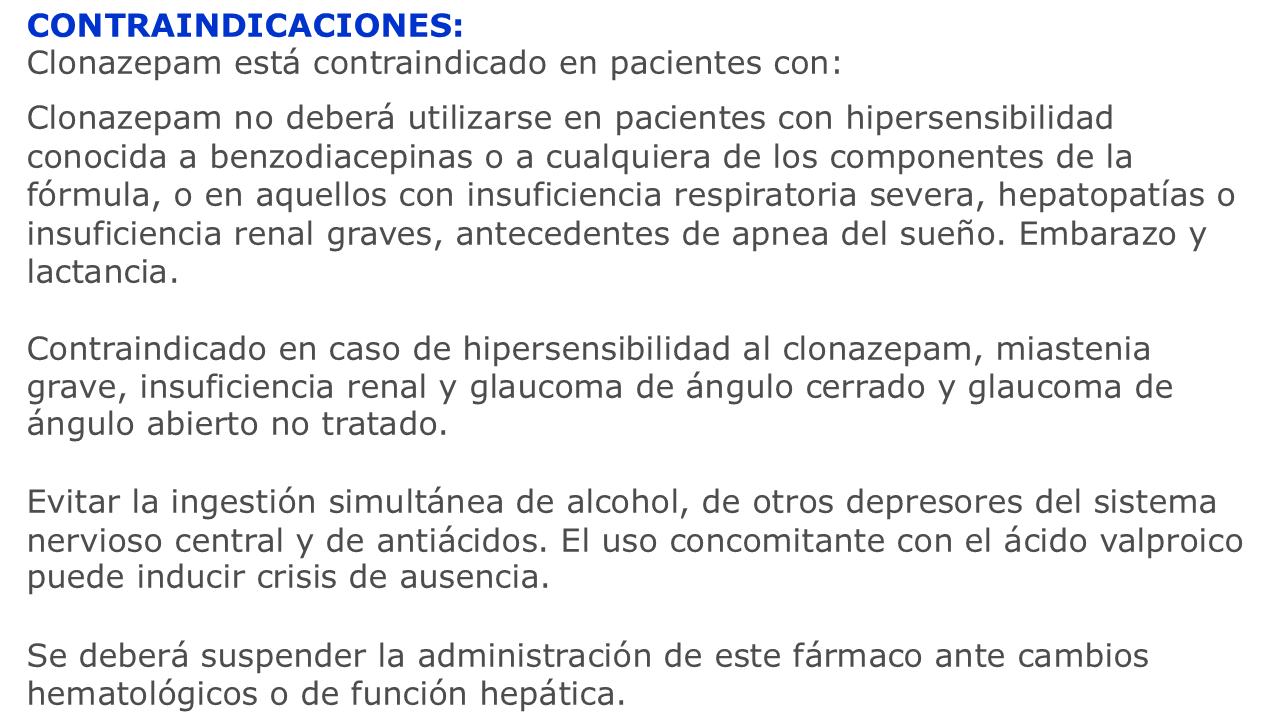 CONTRAINDICACIONES:
Clonazepam está contraindicado en pacientes con:
Clonazepam no deberá utilizarse en pacientes con hipersensibilidad
conocida a benzodiacepinas o a cualquiera de los componentes de la
fórmula, o en aquellos con insuficiencia respiratoria severa, hepatopatías o
insuficiencia renal graves, antecedentes de apnea del sueño. Embarazo y
lactancia.
Contraindicado en caso de hipersensibilidad al clonazepam, miastenia
grave, insuficiencia renal y glaucoma de ángulo cerrado y glaucoma de
ángulo abierto no tratado.
Evitar la ingestión simultánea de alcohol, de otros depresores del sistema
nervioso central y de antiácidos. El uso concomitante con el ácido valproico
puede inducir crisis de ausencia.
Se deberá suspender la administración de este fármaco ante cambios
hematológicos o de función hepática.